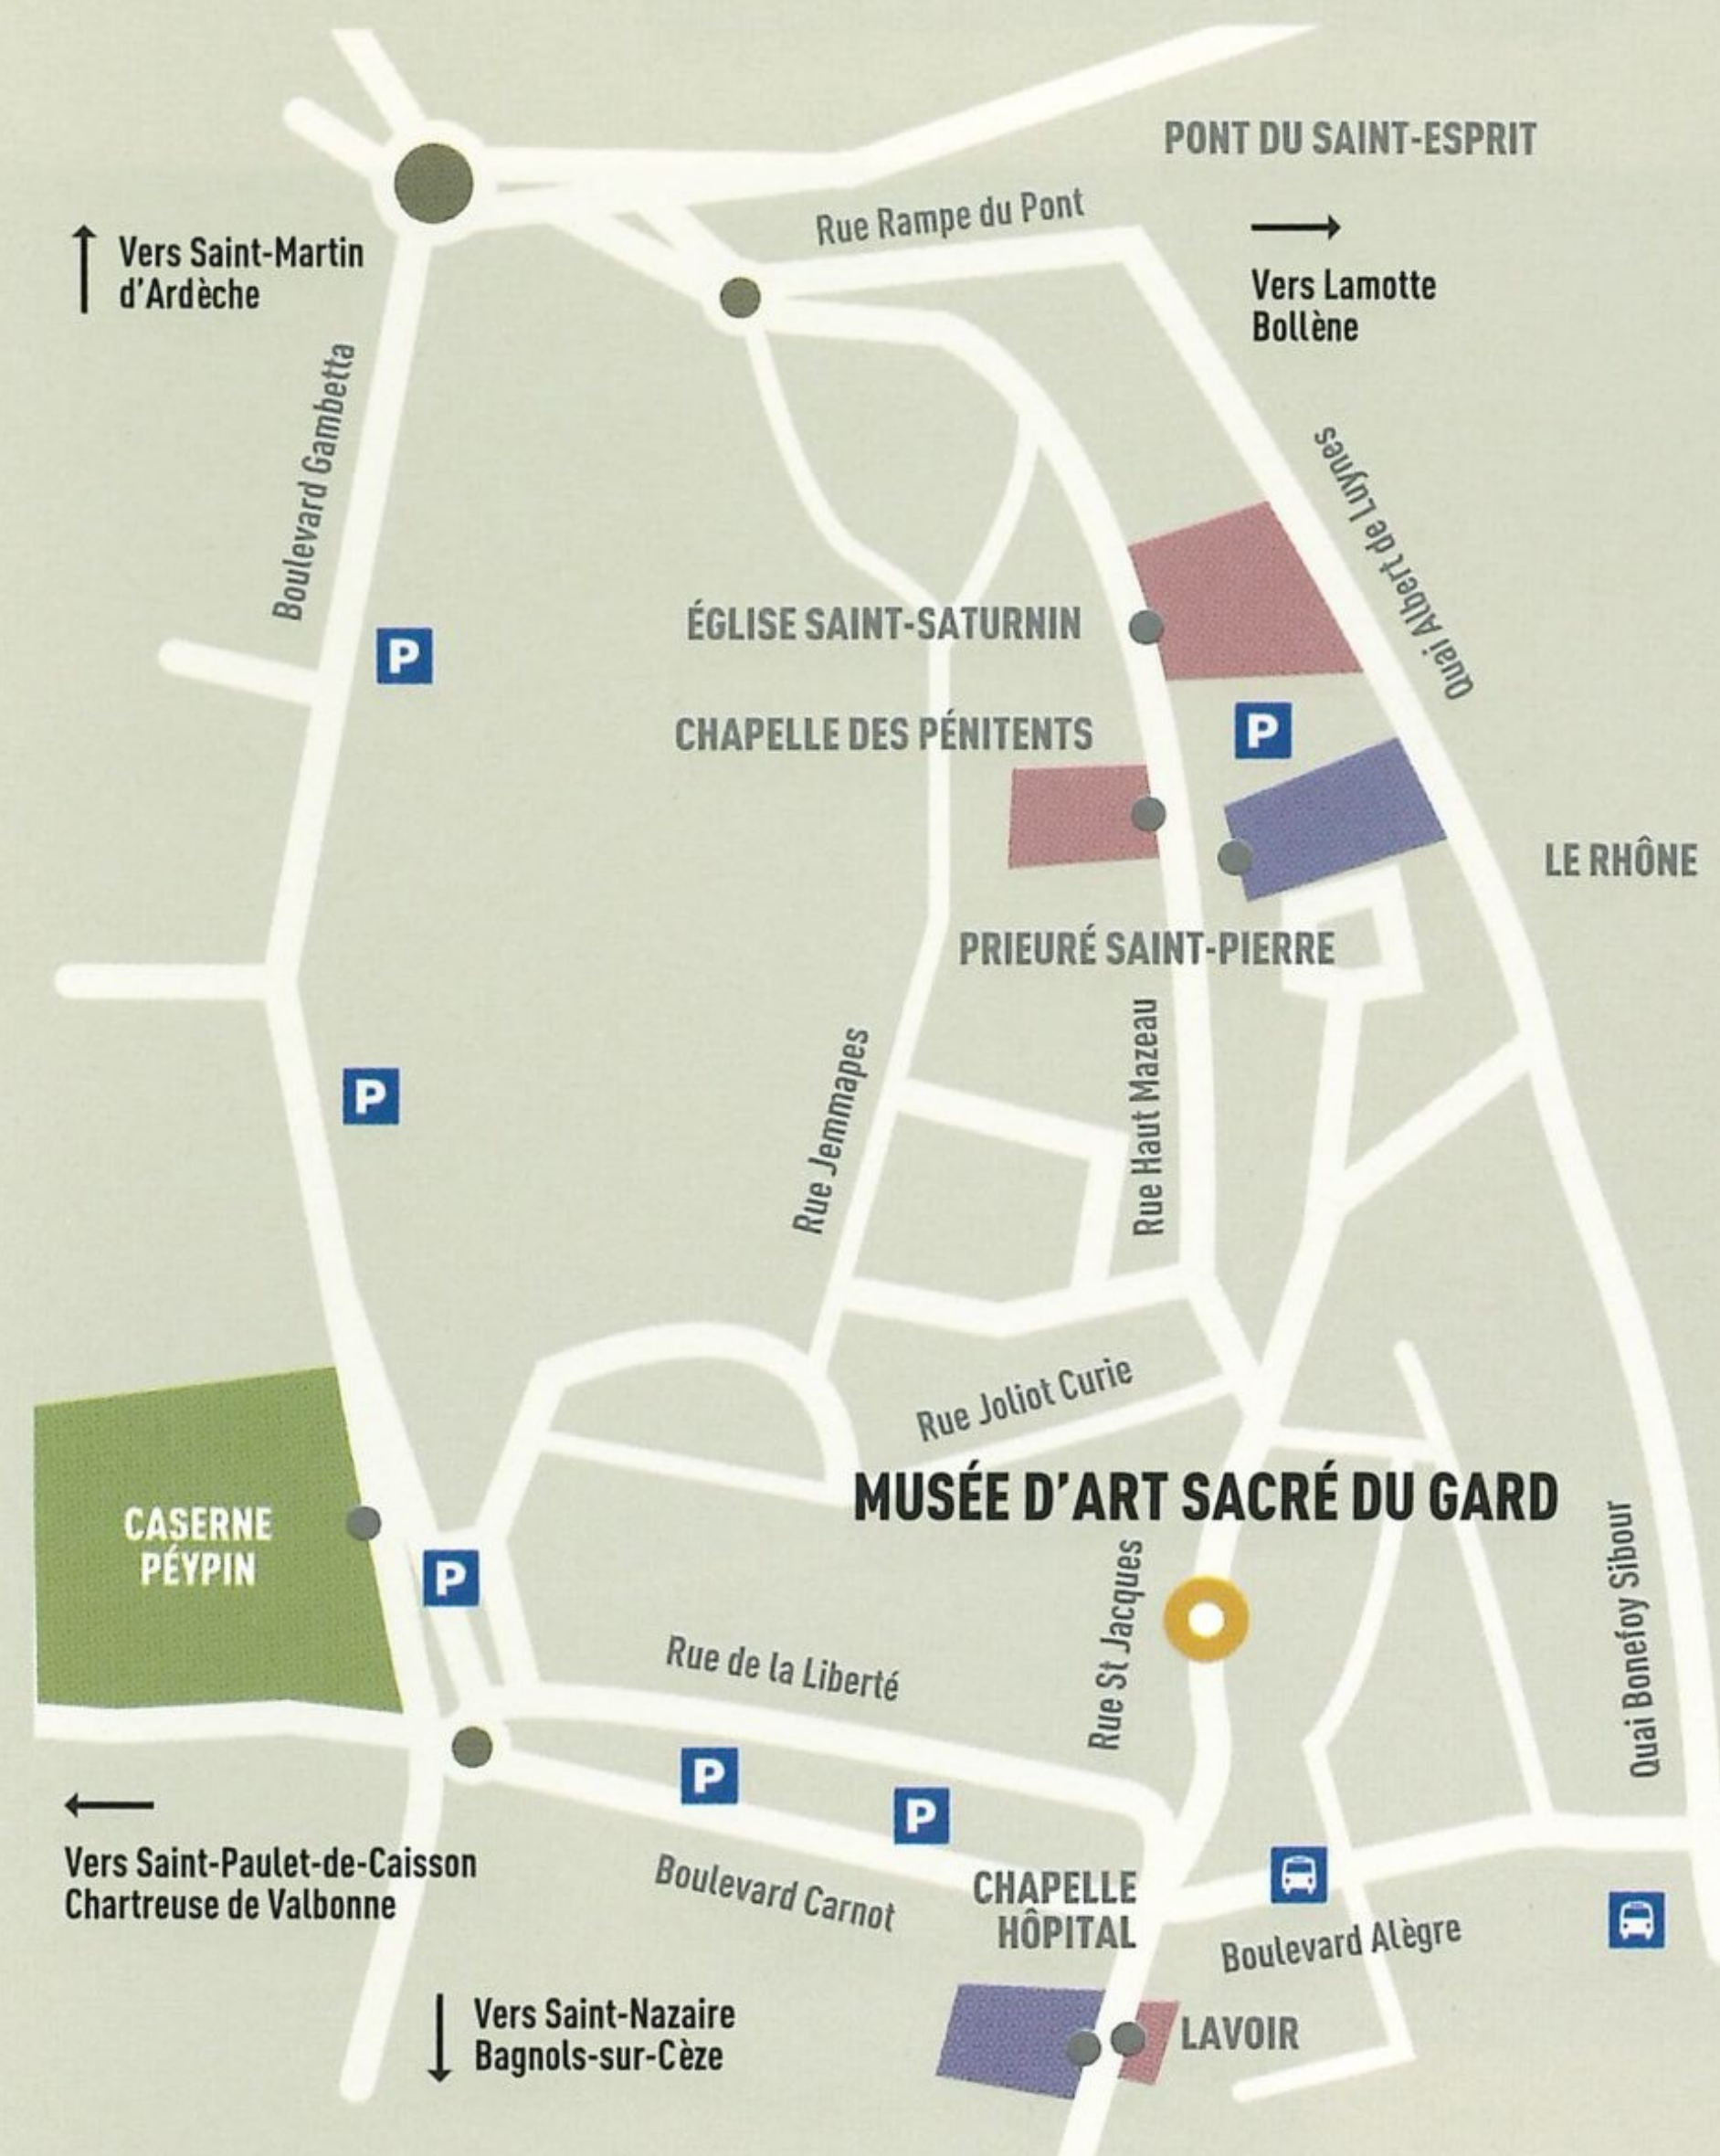 PONT DU SAINT-ESPRIT
Rue Rampe du Pont
Vers Saint-Martin
d'Ardèche
Vers Lamotte
Bollène
Boulevard Gambetta
Quai Albert de Luynes
ÉGLISE SAINT-SATURNIN
P
P
CHAPELLE DES PÉNITENTS
LE RHÔNE
PRIEURÉ SAINT-PIERRE
P
Rue Jemmapes
Rue Haut Mazeau
Rue Joliot Curie
MUSÉE D'ART SACRÉ DU GARD
CASERNE
PÉYPIN
P
Rue St Jacques
Quai Bonefoy Sibour
Rue de la Liberté
P
P
Vers Saint-Paulet-de-Caisson
Chartreuse de Valbonne
Boulevard Carnot
CHAPELLE
HÔPITAL
Boulevard Alègre
Vers Saint-Nazaire
Bagnols-sur-Cèze
LAVOIR